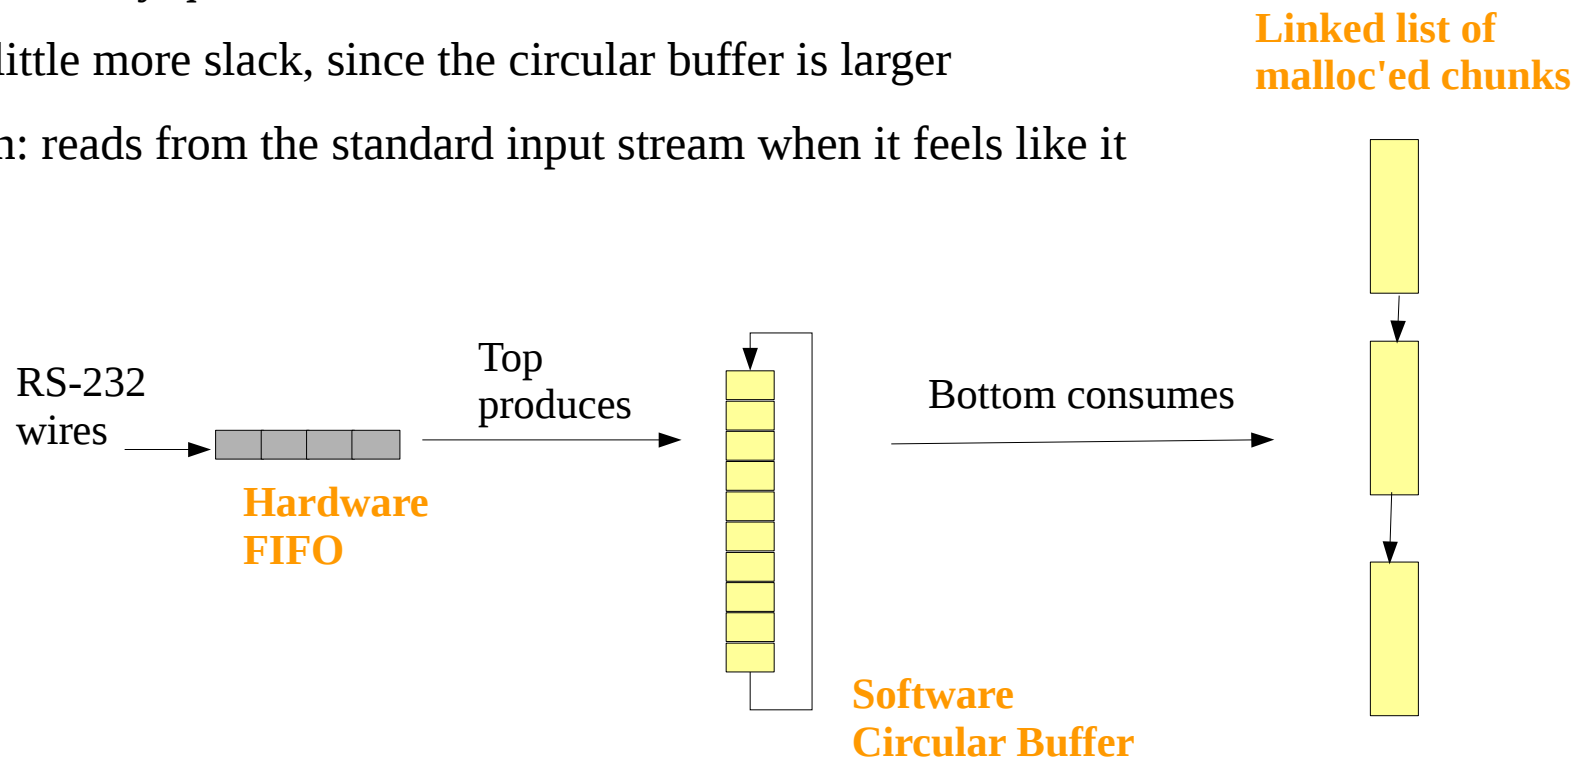 little more slack, since the circular buffer is larger
: reads from the standard input stream when it feels like it
Linked list of
malloc'ed chunks
RS-232
wires
Top
produces
Bottom consumes
Hardware
FIFO
Software
Circular Buffer